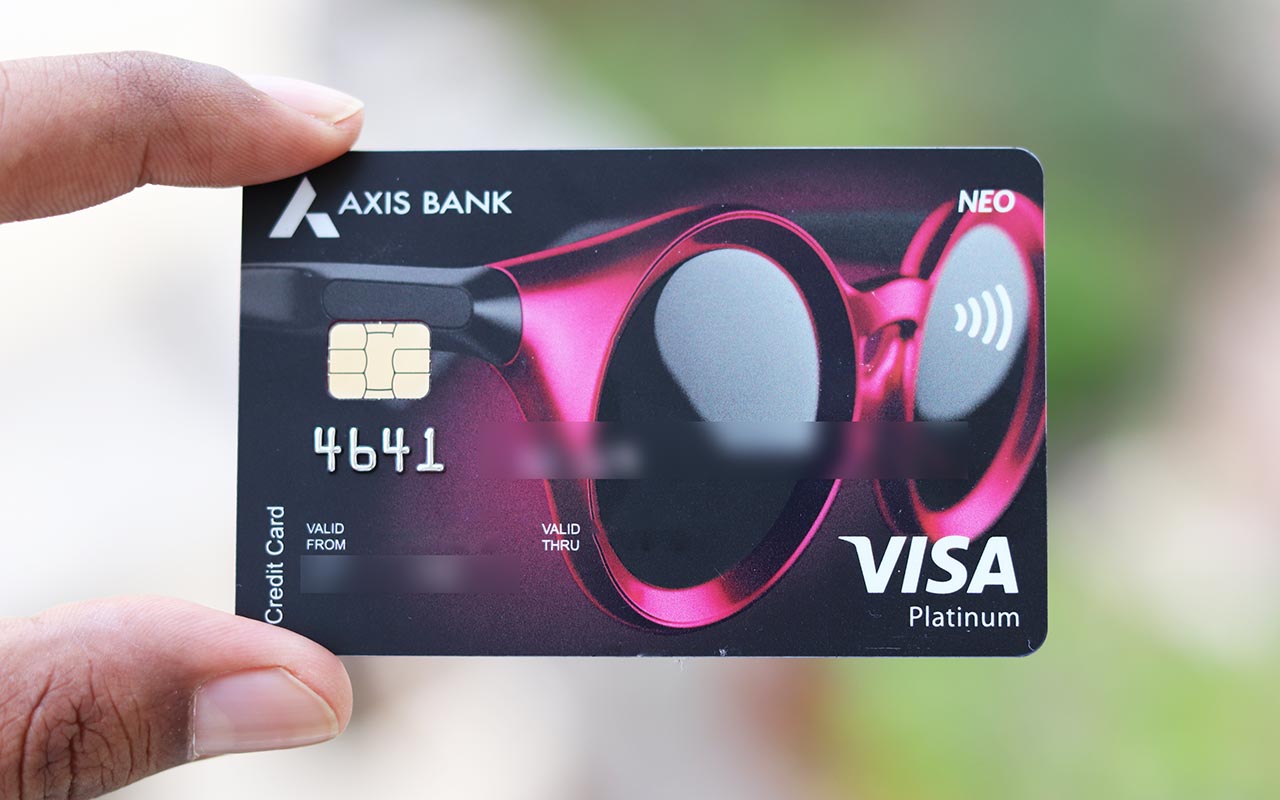 AXIS BANK
NEO
4641
VALID
FROM
VALID
THRU
Credit Card
VISA
Platinum